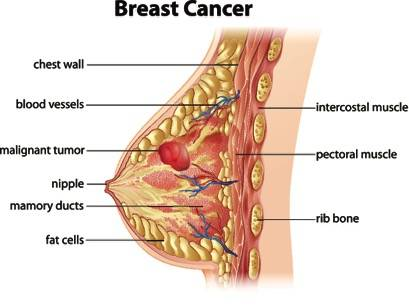 Breast Cancer
chest wall
blood vessels
malignant tumor
nipple
mamory ducts
fat cells
intercostal muscle
pectoral muscle
rib bone